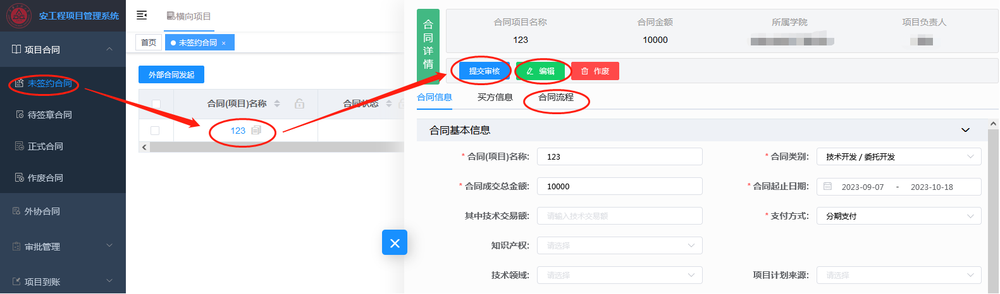 安工程项目管理系统
项目合同
未签约合同
待签章合同
正式合同
作废合同
外协合同
审批管理
项目到账
横向项目
首页
未签约合同 ×
外部合同发起
合同(项目)名称
合同状态
123
合同详情
合同项目名称
合同金额
所属学院
项目负责人
123
10000
提交审核
编辑
作废
合同信息
买方信息
合同流程
合同基本信息
* 合同(项目)名称:
123
* 合同类别:
技术开发 / 委托开发
* 合同成交总金额:
10000
* 合同起止日期:
2023-09-07 - 2023-10-18
其中技术交易额:
请输入技术交易额
* 支付方式:
分期支付
知识产权:
请选择
技术领域:
请选择
项目计划来源:
请选择